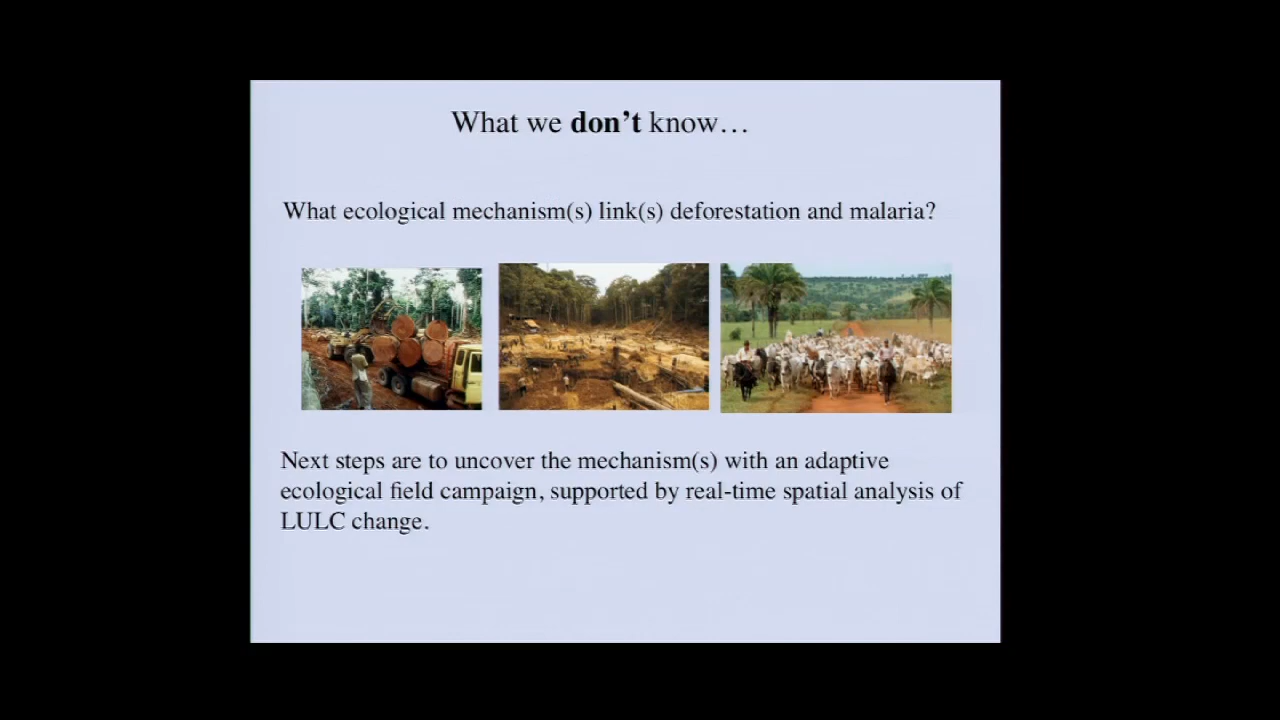 What we don’t know…
What ecological mechanism(s) link(s) deforestation and malaria?
Next steps are to uncover the mechanism(s) with an adaptive
ecological field campaign, supported by real-time spatial analysis of
LULC change.